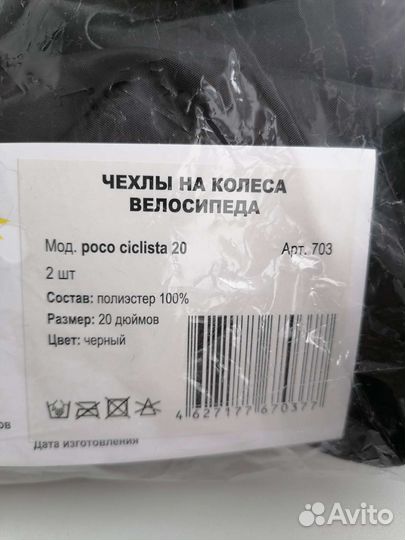 ЧЕХЛЫ НА КОЛЕСА
ВЕЛОСИПЕДА
Мод. poco ciclista 20 Арт. 703
2 шт
Состав: полиэстер 100%
Размер: 20 дюймов
Цвет: черный
4 627177 670377
ов
Дата изготовления
Avito